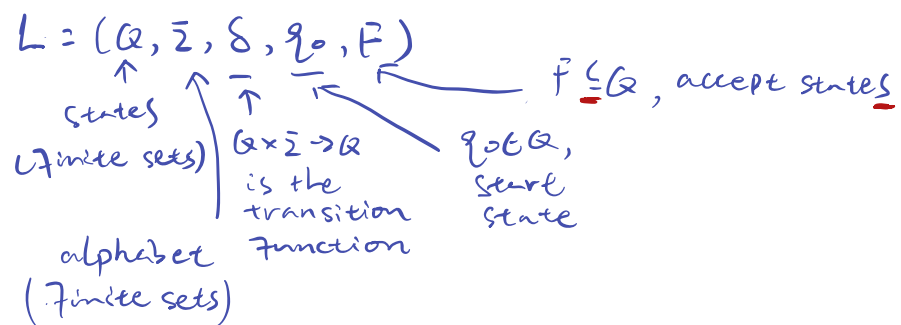 L = (Q, Σ, δ, q0, F)
F ⊆ Q, accept states
states
(finite sets)
Q × Σ → Q
is the
transition
function
q0 ∈ Q,
start
state
alphabet
(finite sets)